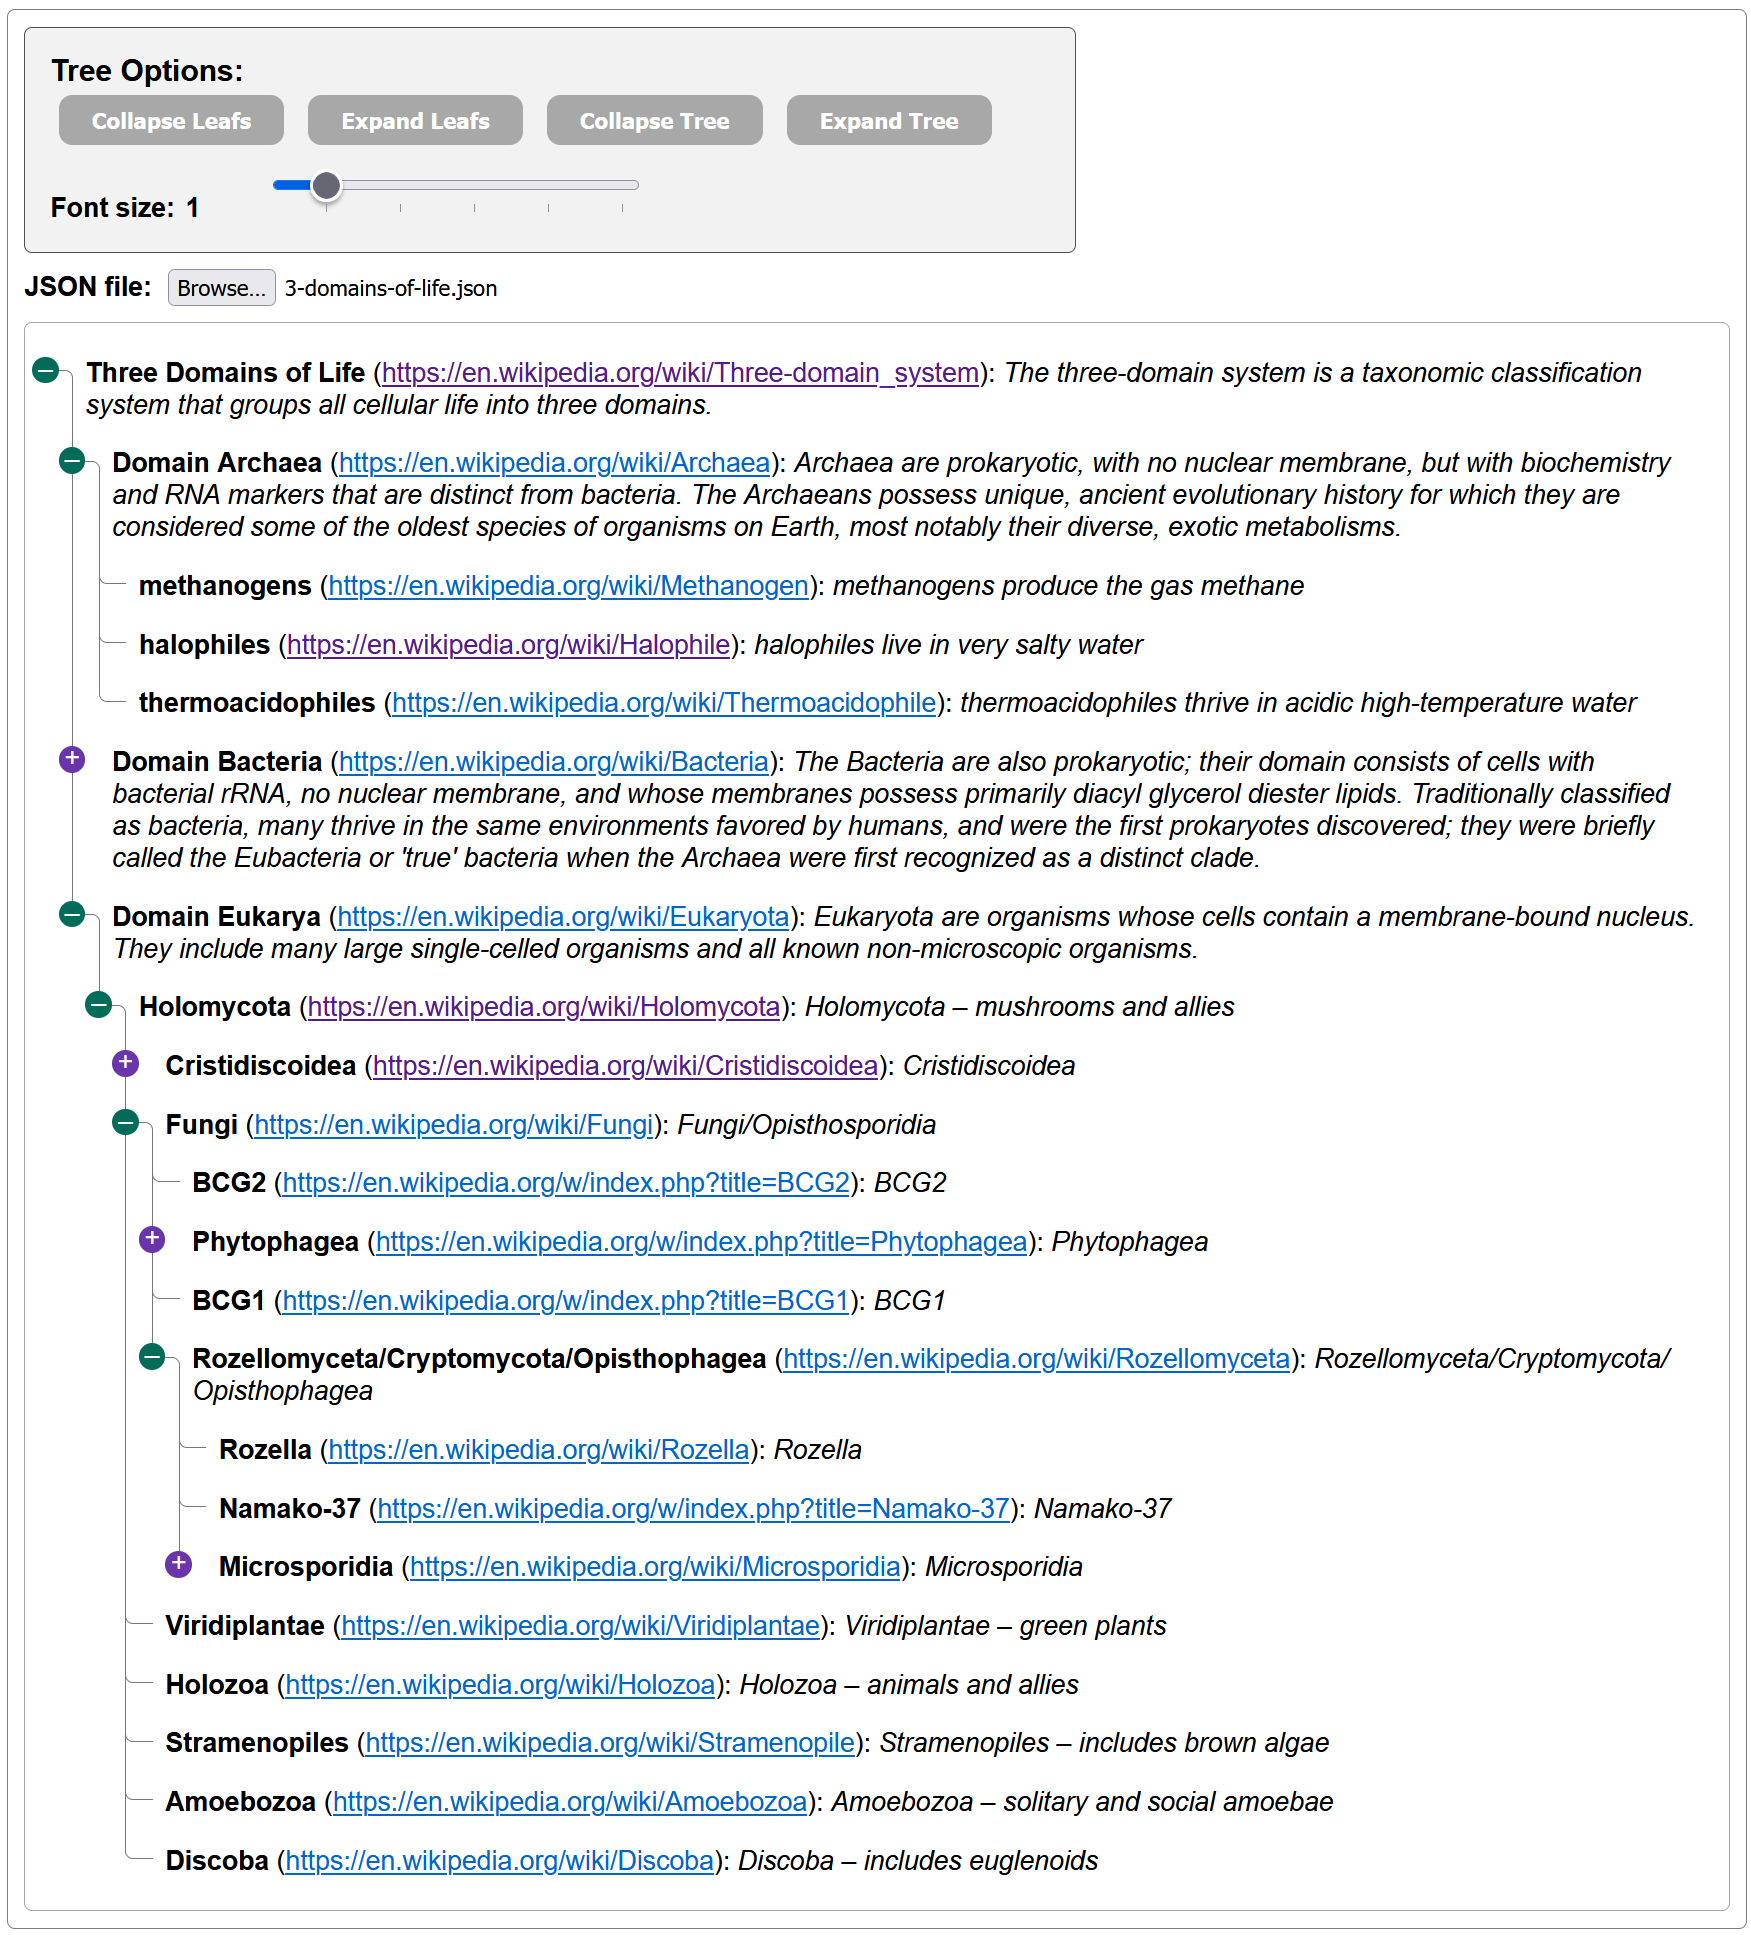 Tree Options:
Collapse Leafs Expand Leafs Collapse Tree Expand Tree
Font size: 1
JSON file: Browse... 3-domains-of-life.json
Three Domains of Life (https://en.wikipedia.org/wiki/Three-domain_system): The three-domain system is a taxonomic classification
system that groups all cellular life into three domains.
Domain Archaea (https://en.wikipedia.org/wiki/Archaea): Archaea are prokaryotic, with no nuclear membrane, but with biochemistry
and RNA markers that are distinct from bacteria. The Archaeans possess unique, ancient evolutionary history for which they are
considered some of the oldest species of organisms on Earth, most notably their diverse, exotic metabolisms.
methanogens (https://en.wikipedia.org/wiki/Methanogen): methanogens produce the gas methane
halophiles (https://en.wikipedia.org/wiki/Halophile): halophiles live in very salty water
thermoacidophiles (https://en.wikipedia.org/wiki/Thermoacidophile): thermoacidophiles thrive in acidic high-temperature water
Domain Bacteria (https://en.wikipedia.org/wiki/Bacteria): The Bacteria are also prokaryotic; their domain consists of cells with
bacterial rRNA, no nuclear membrane, and whose membranes possess primarily diacyl glycerol diester lipids. Traditionally classified
as bacteria, many thrive in the same environments favored by humans, and were the first prokaryotes discovered; they were briefly
called the Eubacteria or 'true' bacteria when the Archaea were first recognized as a distinct clade.
Domain Eukarya (https://en.wikipedia.org/wiki/Eukaryota): Eukaryota are organisms whose cells contain a membrane-bound nucleus.
They include many large single-celled organisms and all known non-microscopic organisms.
Holomycota (https://en.wikipedia.org/wiki/Holomycota): Holomycota – mushrooms and allies
Cristidiscoidea (https://en.wikipedia.org/wiki/Cristidiscoidea): Cristidiscoidea
Fungi (https://en.wikipedia.org/wiki/Fungi): Fungi/Opisthosporidia
BCG2 (https://en.wikipedia.org/w/index.php?title=BCG2): BCG2
Phytophagea (https://en.wikipedia.org/w/index.php?title=Phytophagea): Phytophagea
BCG1 (https://en.wikipedia.org/w/index.php?title=BCG1): BCG1
Rozellomyceta/Cryptomycota/Opisthophagea (https://en.wikipedia.org/wiki/Rozellomyceta): Rozellomyceta/Cryptomycota/
Opisthophagea
Rozella (https://en.wikipedia.org/wiki/Rozella): Rozella
Namako-37 (https://en.wikipedia.org/w/index.php?title=Namako-37): Namako-37
Microsporidia (https://en.wikipedia.org/wiki/Microsporidia): Microsporidia
Viridiplantae (https://en.wikipedia.org/wiki/Viridiplantae): Viridiplantae – green plants
Holozoa (https://en.wikipedia.org/wiki/Holozoa): Holozoa – animals and allies
Stramenopiles (https://en.wikipedia.org/wiki/Stramenopile): Stramenopiles – includes brown algae
Amoebozoa (https://en.wikipedia.org/wiki/Amoebozoa): Amoebozoa – solitary and social amoebae
Discoba (https://en.wikipedia.org/wiki/Discoba): Discoba – includes euglenoids